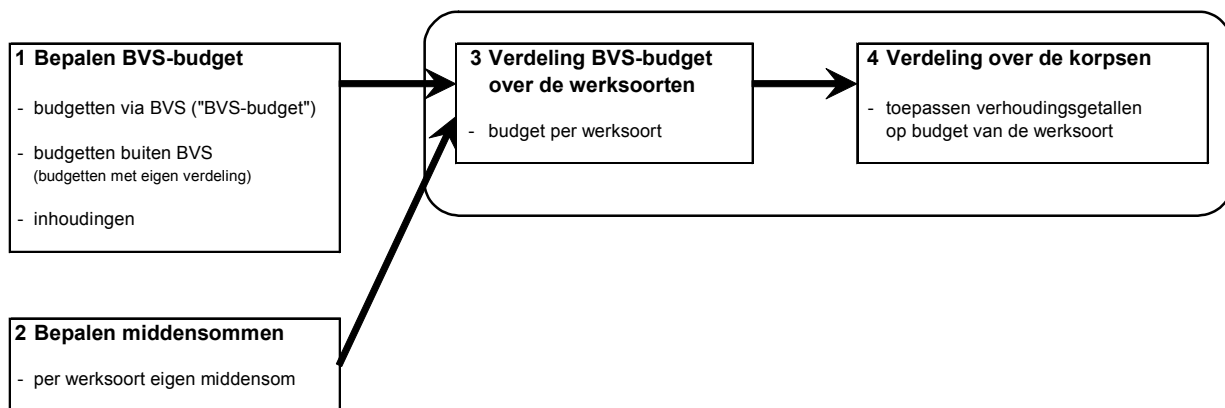 1 Bepalen BVS-budget
- budgetten via BVS ("BVS-budget")
- budgetten buiten BVS
(budgetten met eigen verdeling)
- inhoudingen
2 Bepalen middensommen
- per werksoort eigen middensom
3 Verdeling BVS-budget
over de werksoorten
- budget per werksoort
4 Verdeling over de korpsen
- toepassen verhoudingsgetallen
op budget van de werksoort